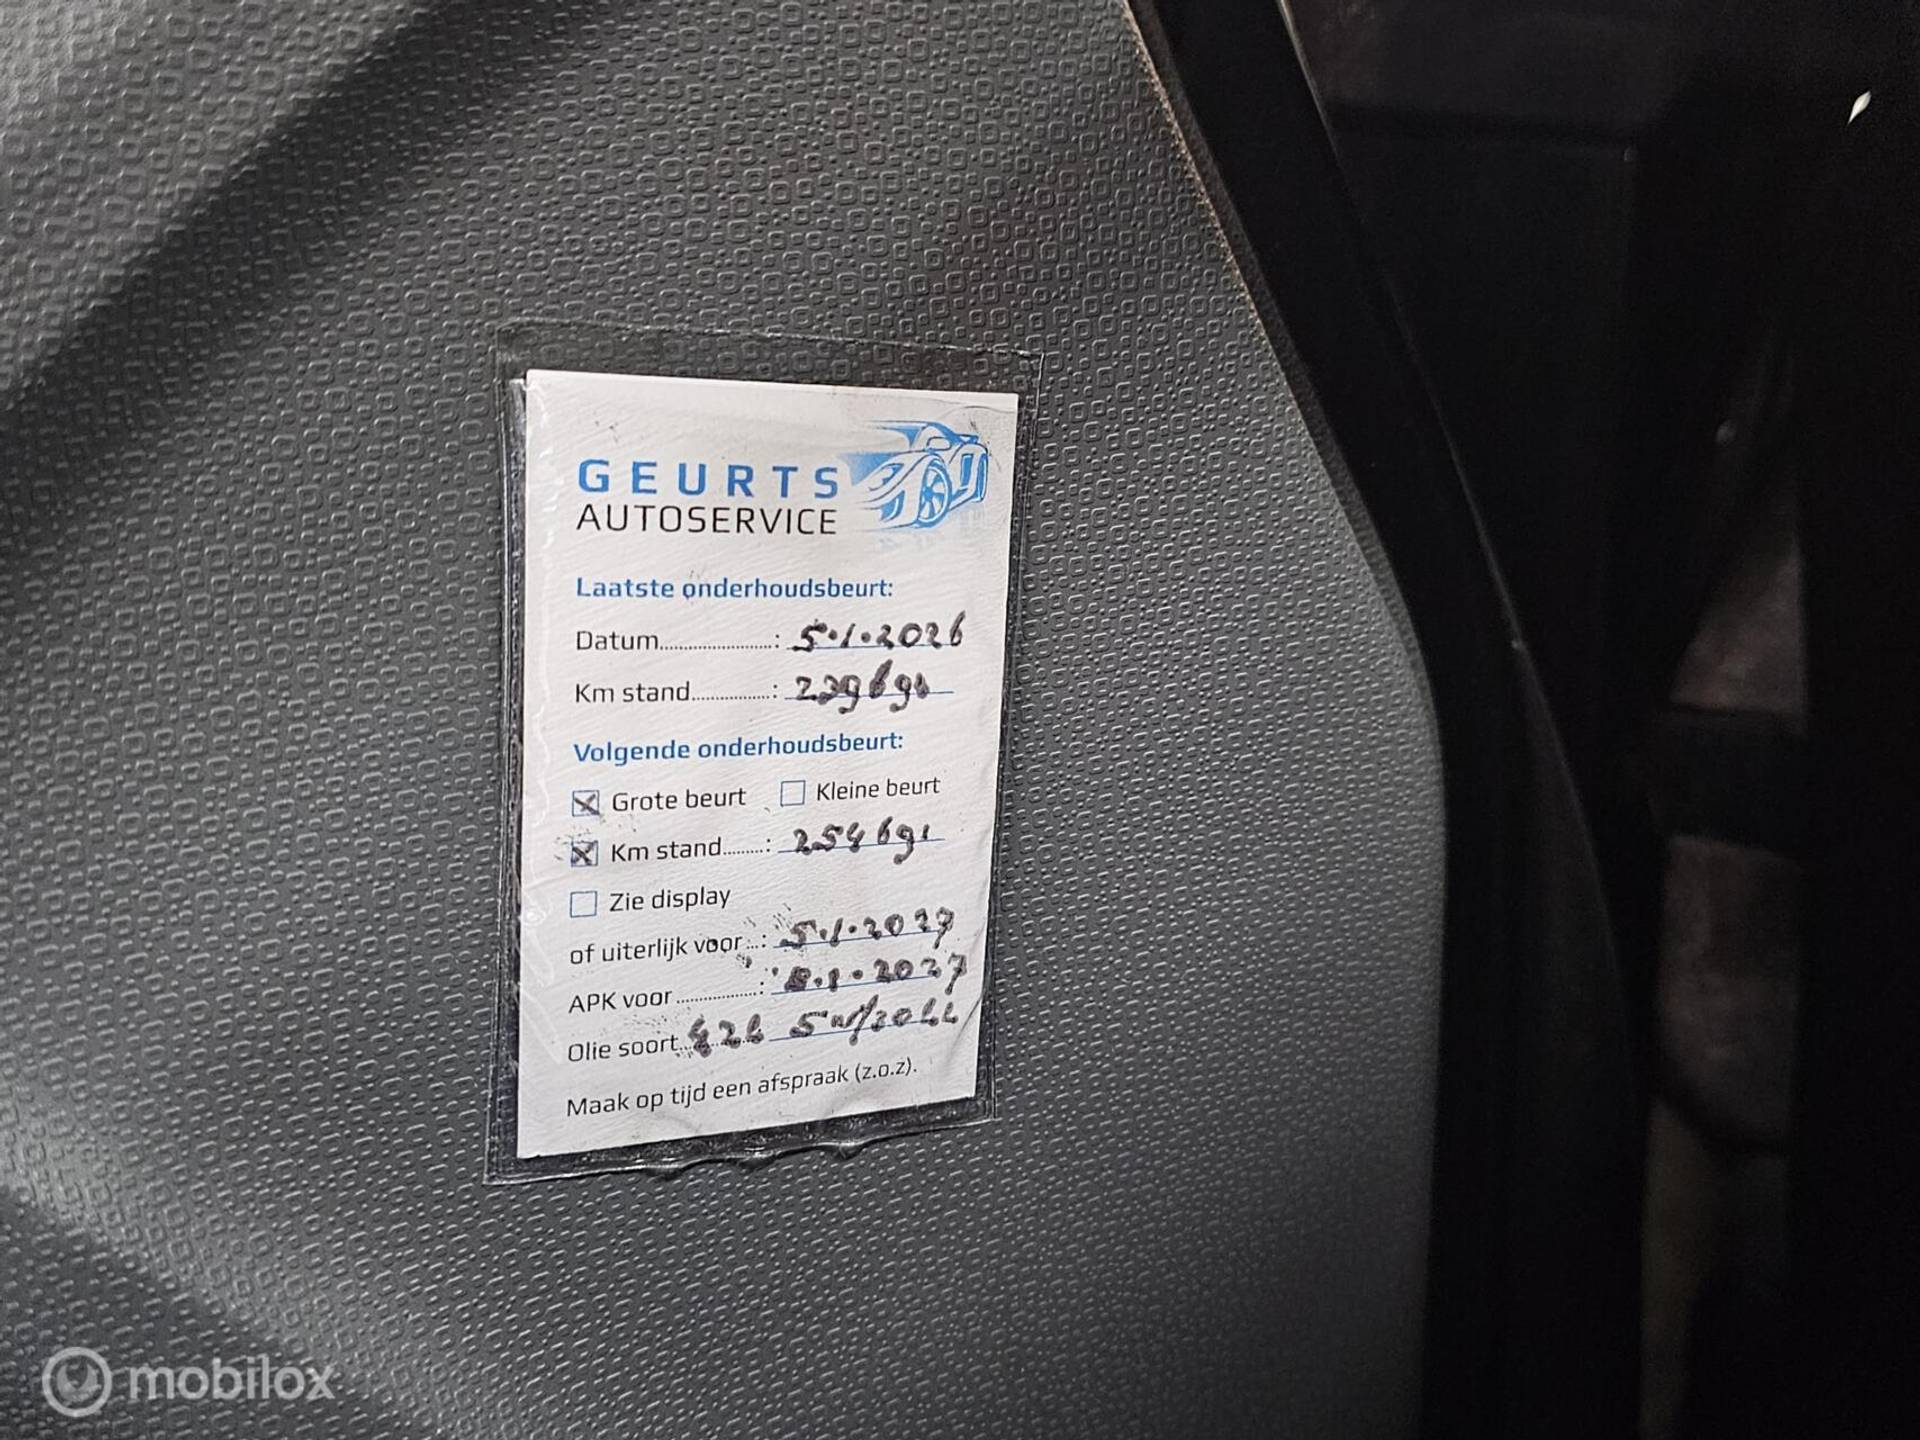 GEURTS
AUTOSERVICE
Laatste onderhoudsbeurt:
Datum..........: 5.1.2026
Km stand..........:
Volgende onderhoudsbeurt:
Grote beurt Kleine beurt
Km stand........: 254691
Zie display
of uiterlijk voor...: 5.1.2027
APK voor..........: .1.2027
Olie soort
Maak op tijd een afspraak (z.o.z).
mobilox